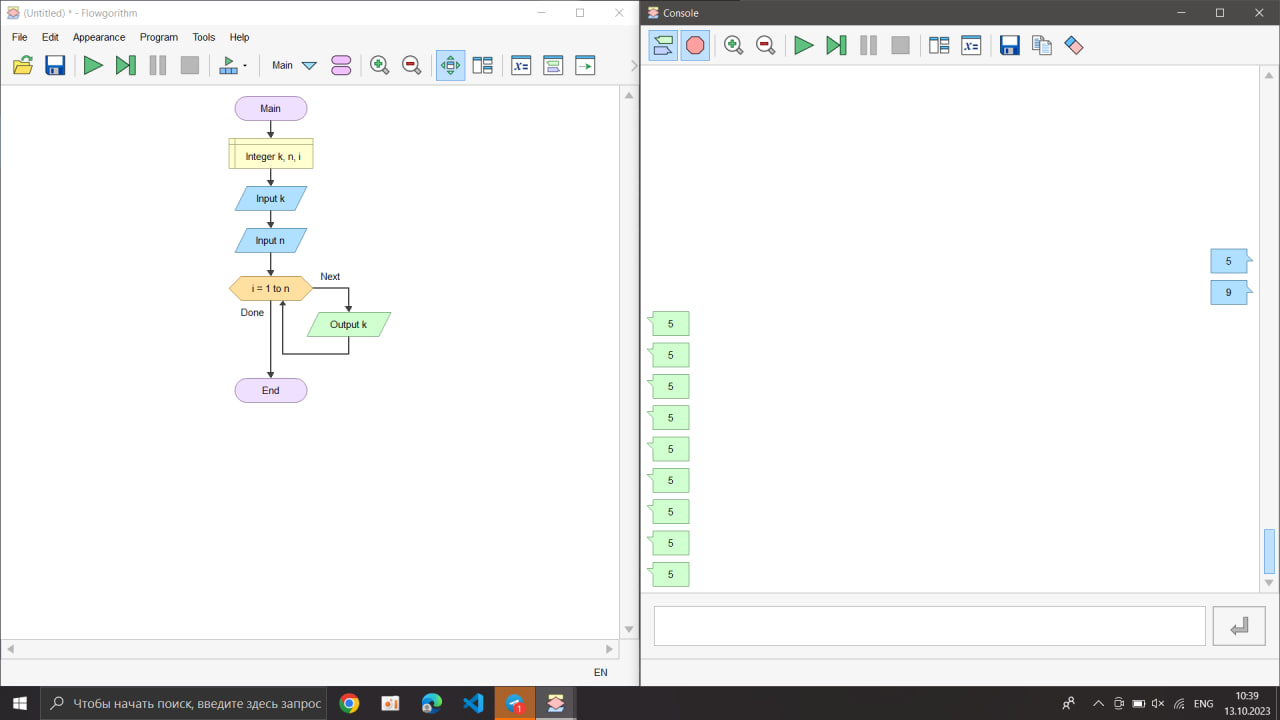 (Untitled) * - Flowgorithm
File Edit Appearance Program Tools Help
Main
x=
Main
Integer k, n, i
Input k
Input n
i = 1 to n
Next
Done
Output k
End
EN
Console
x=
5
9
5
5
5
5
5
5
5
5
5
Чтобы начать поиск, введите здесь запрос
1
ENG
10:39
13.10.2023